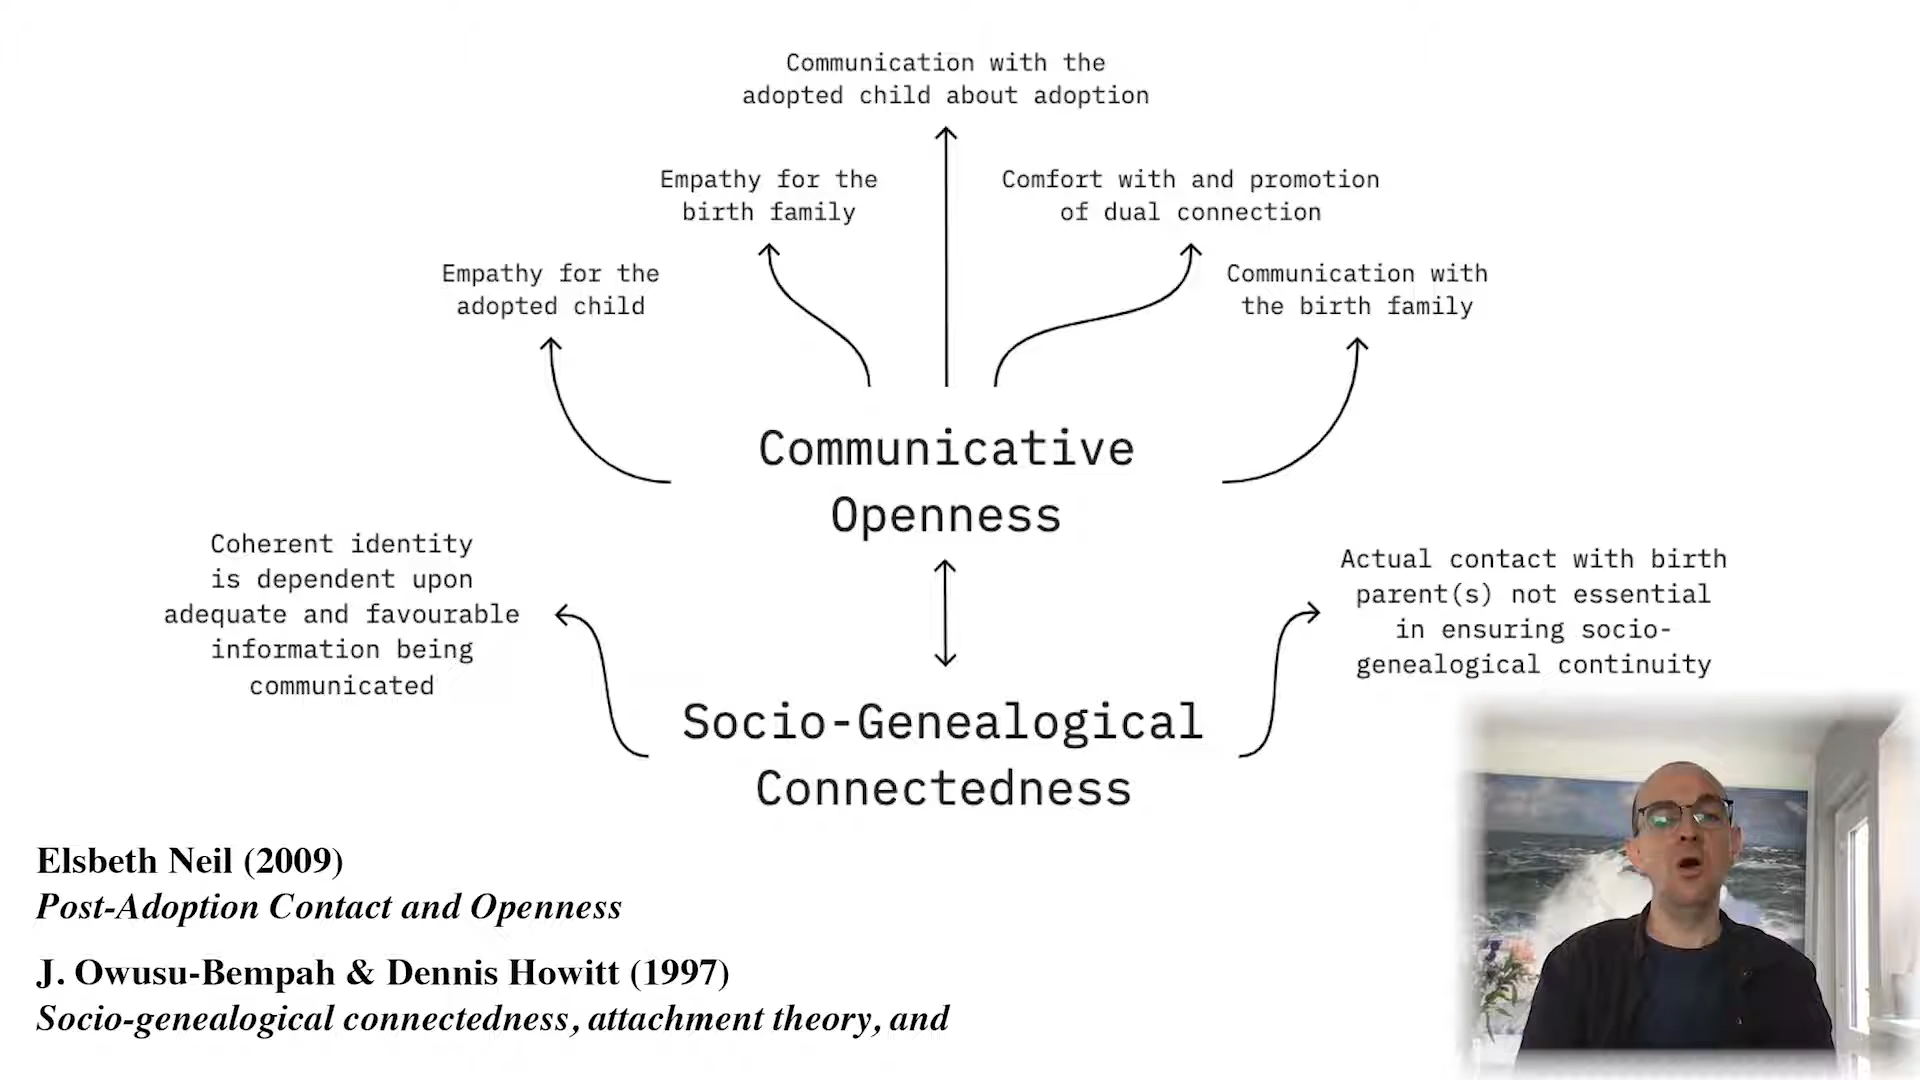 Communication with the
adopted child about adoption
Empathy for the
birth family
Comfort with and promotion
of dual connection
Empathy for the
adopted child
Communication with
the birth family
Communicative
Openness
Coherent identity
is dependent upon
adequate and favourable
information being
communicated
Actual contact with birth
parent(s) not essential
in ensuring socio-
genealogical continuity
Socio-Genealogical
Connectedness
Elsbeth Neil (2009)
Post-Adoption Contact and Openness
J. Owusu-Bempah & Dennis Howitt (1997)
Socio-genealogical connectedness, attachment theory, and